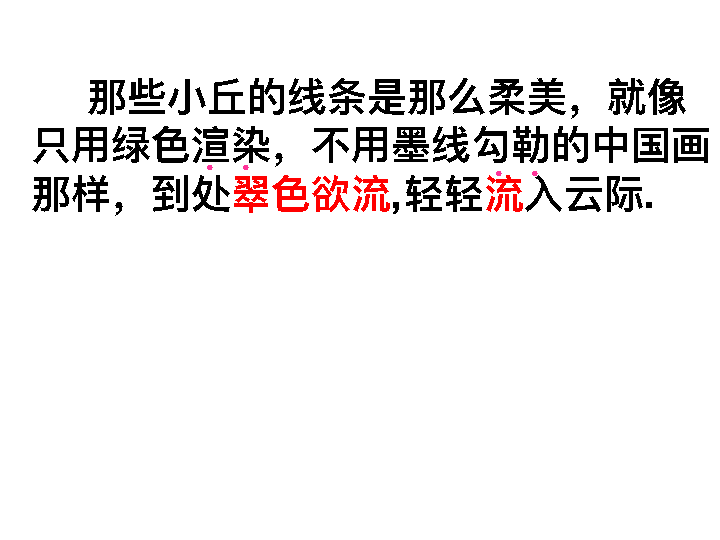 那些小丘的线条是那么柔美，就像
只用绿色渲染，不用墨线勾勒的中国画
那样，到处翠色欲流,轻轻流入云际.